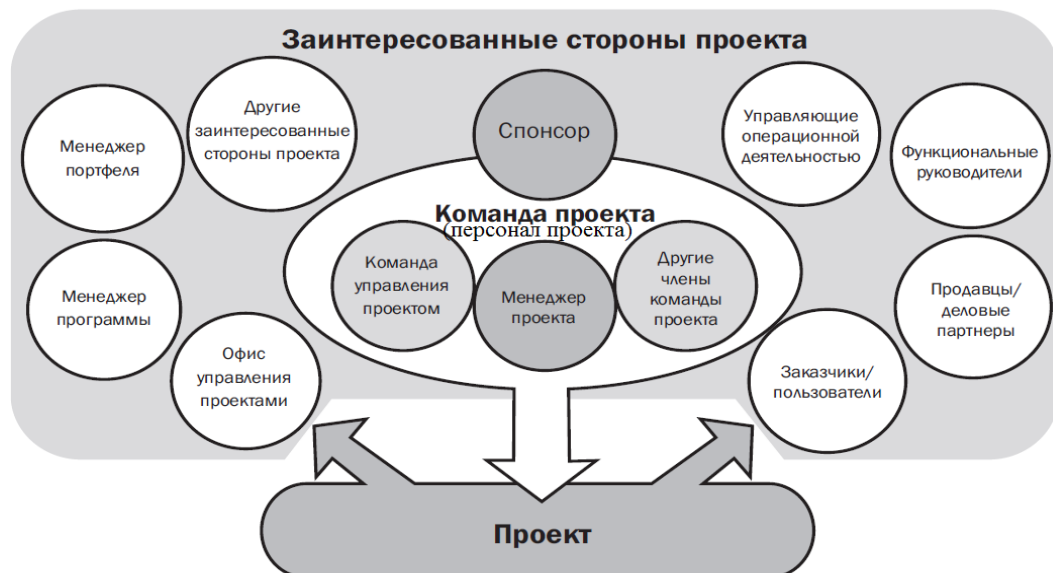 Заинтересованные стороны проекта
Менеджер
портфеля
Другие
заинтересованные
стороны проекта
Спонсор
Управляющие
операционной
деятельностью
Функциональные
руководители
Команда проекта
(персонал проекта)
Команда
управления
проектом
Менеджер
проекта
Другие
члены
команды
проекта
Менеджер
программы
Офис
управления
проектами
Продавцы/
деловые
партнеры
Заказчики/
пользователи
Проект